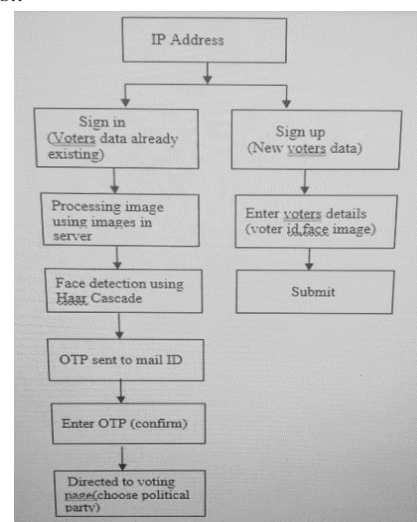 IP Address
Sign in
(Voters data already
existing)
Sign up
(New voters data)
Processing image
using images in
server
Enter voters details
(voter id,face image)
Face detection using
Haar Cascade
Submit
OTP sent to mail ID
Enter OTP (confirm)
Directed to voting
page(choose political
party)